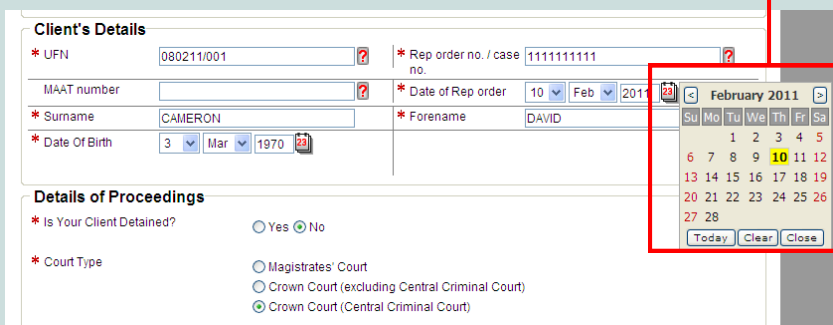 Client's Details
* UFN 080211/001 ? * Rep order no. / case no. 1111111111 ?
MAAT number ? * Date of Rep order 10 Feb 2011 23
* Surname CAMERON * Forename DAVID
* Date Of Birth 3 Mar 1970 23
< February 2011 >
Su Mo Tu We Th Fr Sa
1 2 3 4 5
6 7 8 9 10 11 12
13 14 15 16 17 18 19
20 21 22 23 24 25 26
27 28
Today Clear Close
Details of Proceedings
* Is Your Client Detained? Yes No
* Court Type Magistrates' Court
Crown Court (excluding Central Criminal Court)
Crown Court (Central Criminal Court)